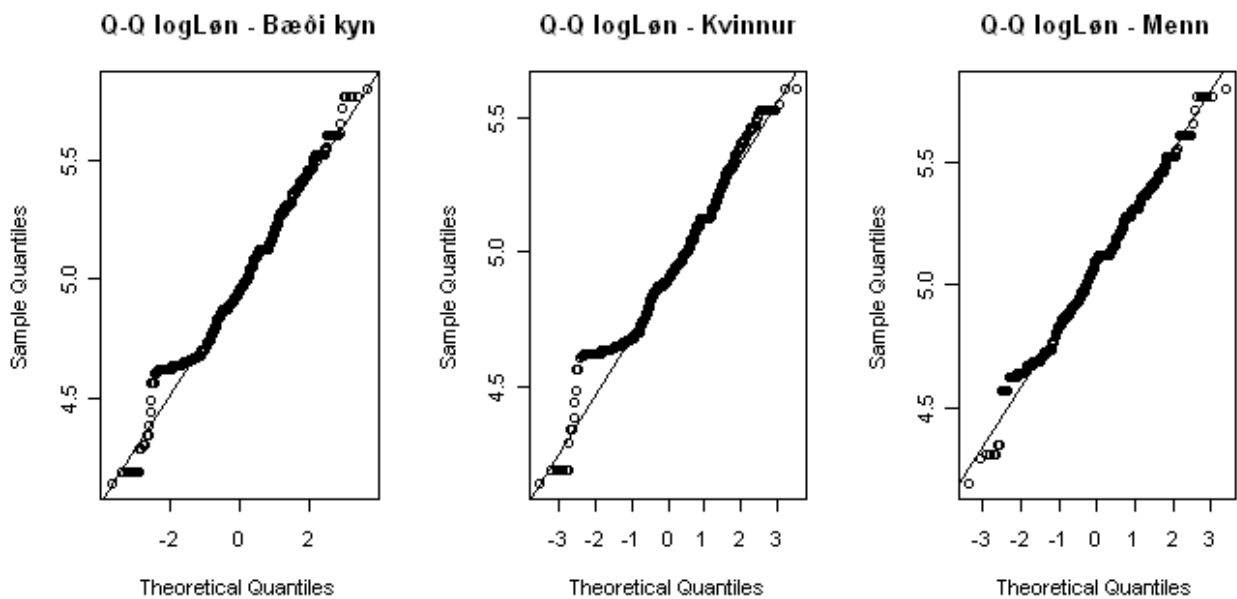 Q-Q logLøn - Bæði kyn
Sample Quantiles
5.5
5.0
4.5
-2 0 2
Theoretical Quantiles
Q-Q logLøn - Kvinnur
Sample Quantiles
5.5
5.0
4.5
-3 -2 -1 0 1 2 3
Theoretical Quantiles
Q-Q logLøn - Menn
Sample Quantiles
5.5
5.0
4.5
-3 -2 -1 0 1 2 3
Theoretical Quantiles